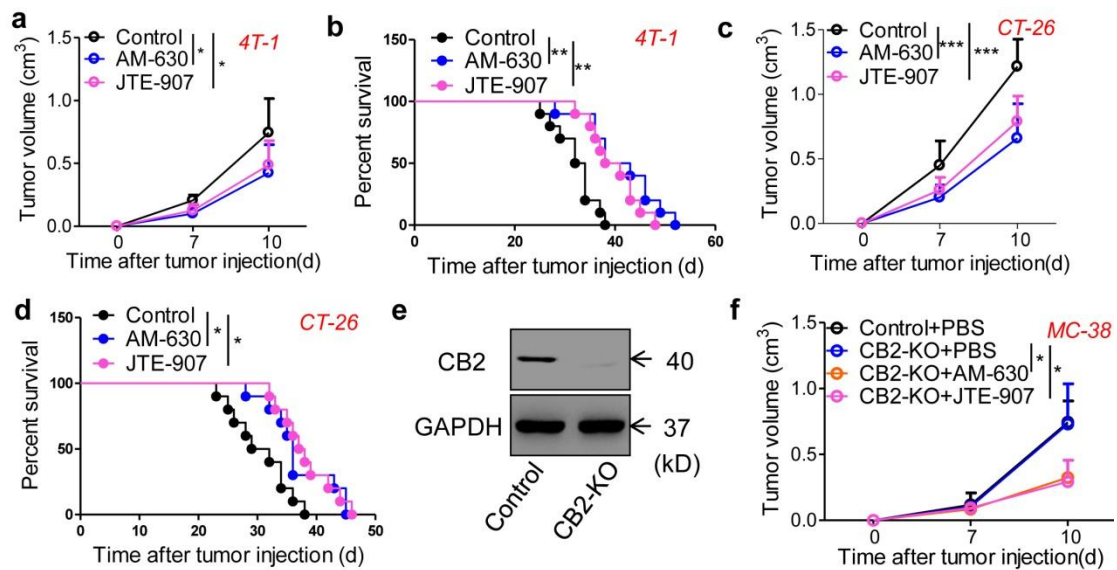 a
Control
AM-630
JTE-907
*
*
4T-1
Tumor volume (cm3)
1.5
1.0
0.5
0.0
0 7 10
Time after tumor injection(d)
b
Control
AM-630
JTE-907
**
**
4T-1
Percent survival
100
50
0
0 20 40 60
Time after tumor injection (d)
c
Control
AM-630
JTE-907
***
***
CT-26
Tumor volume (cm3)
1.5
1.0
0.5
0.0
0 7 10
Time after tumor injection(d)
d
Control
AM-630
JTE-907
*
*
CT-26
Percent survival
100
50
0
0 10 20 30 40 50
Time after tumor injection (d)
e
CB2 40
GAPDH 37
(kD)
Control
CB2-KO
f
Control+PBS
CB2-KO+PBS
CB2-KO+AM-630
CB2-KO+JTE-907
*
*
MC-38
Tumor volume (cm3)
1.5
1.0
0.5
0.0
0 7 10
Time after tumor injection(d)